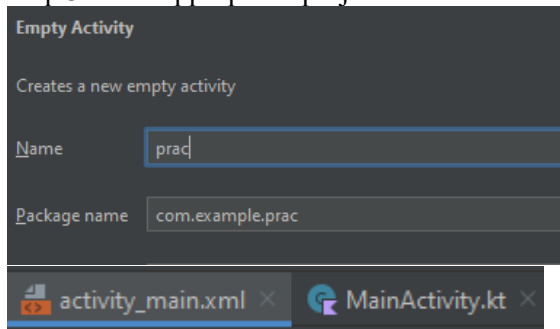 Empty Activity
Creates a new empty activity
Name prac
Package name com.example.prac
activity_main.xml MainActivity.kt